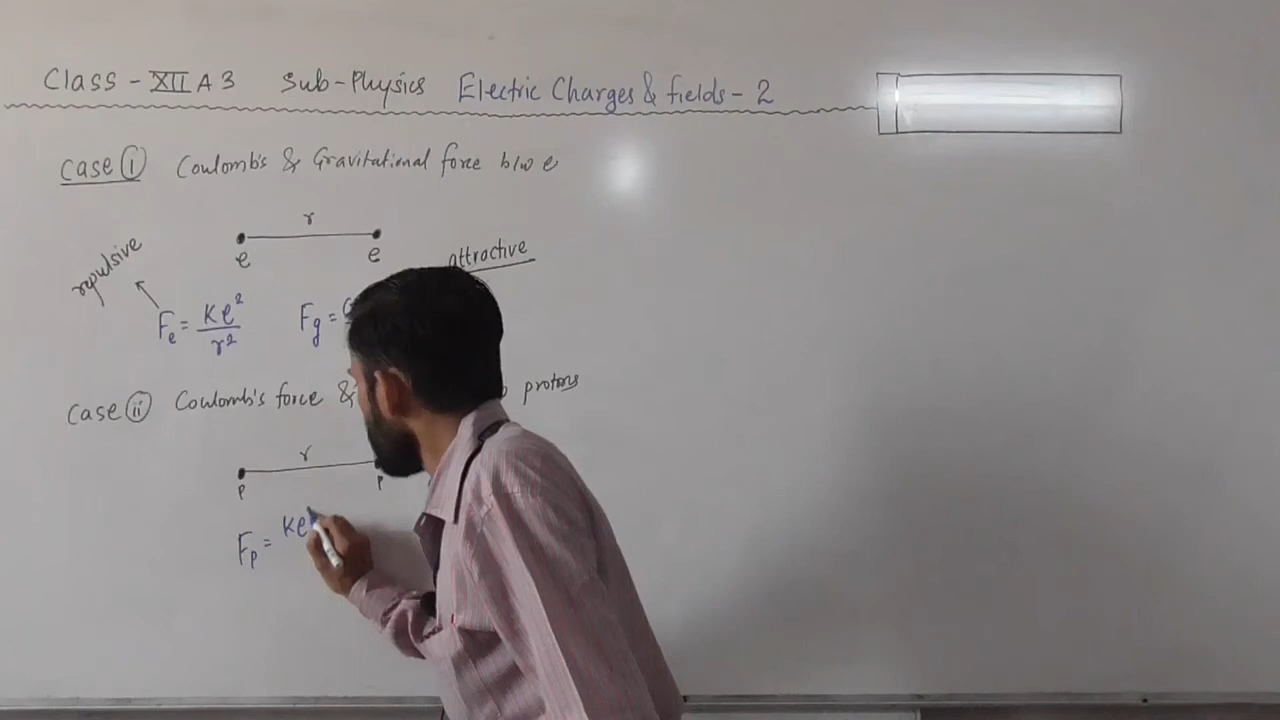 Class - XII A 3 Sub-Physics Electric Charges & fields - 2
Case (i) Coulomb's & Gravitational force b/w e
r
e e
repulsive
attractive
Fe = Ke²/r² Fg =
Case (ii) Coulomb's force & protons
r
P P
Fp = Ke